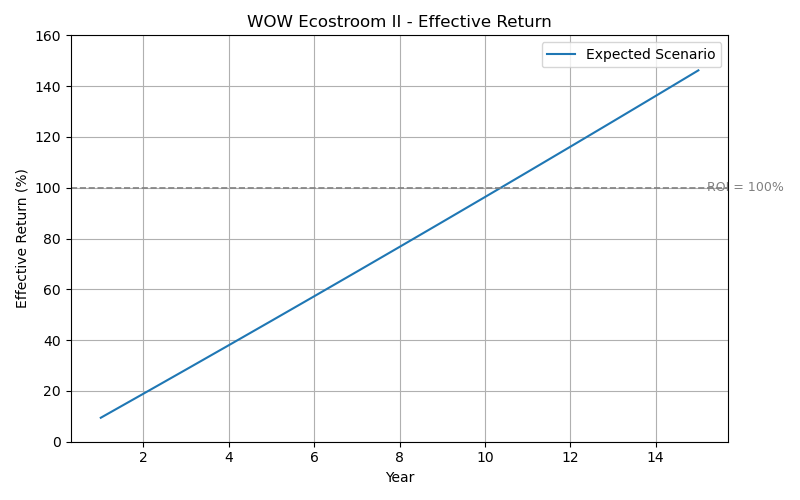 WOW Ecostroom II - Effective Return
Expected Scenario
Effective Return (%)
160
140
120
100
80
60
40
20
0
ROI = 100%
2 4 6 8 10 12 14
Year